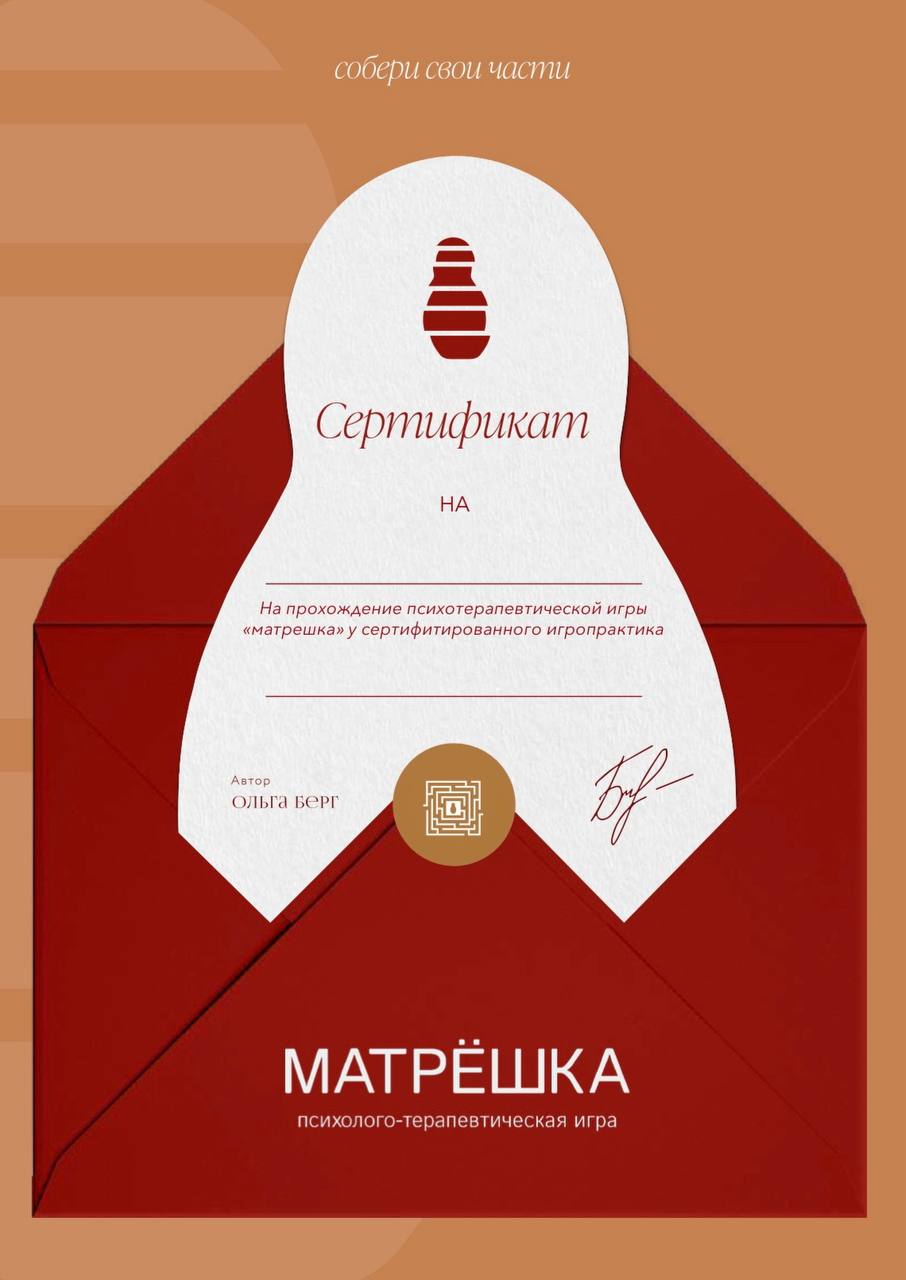 собери свои части
Сертификат
НА
На прохождение психотерапевтической игры
«матрешка» у сертифитированного игропрактика
Автор
Ольга Берг
МАТРЁШКА
психолого-терапевтическая игра